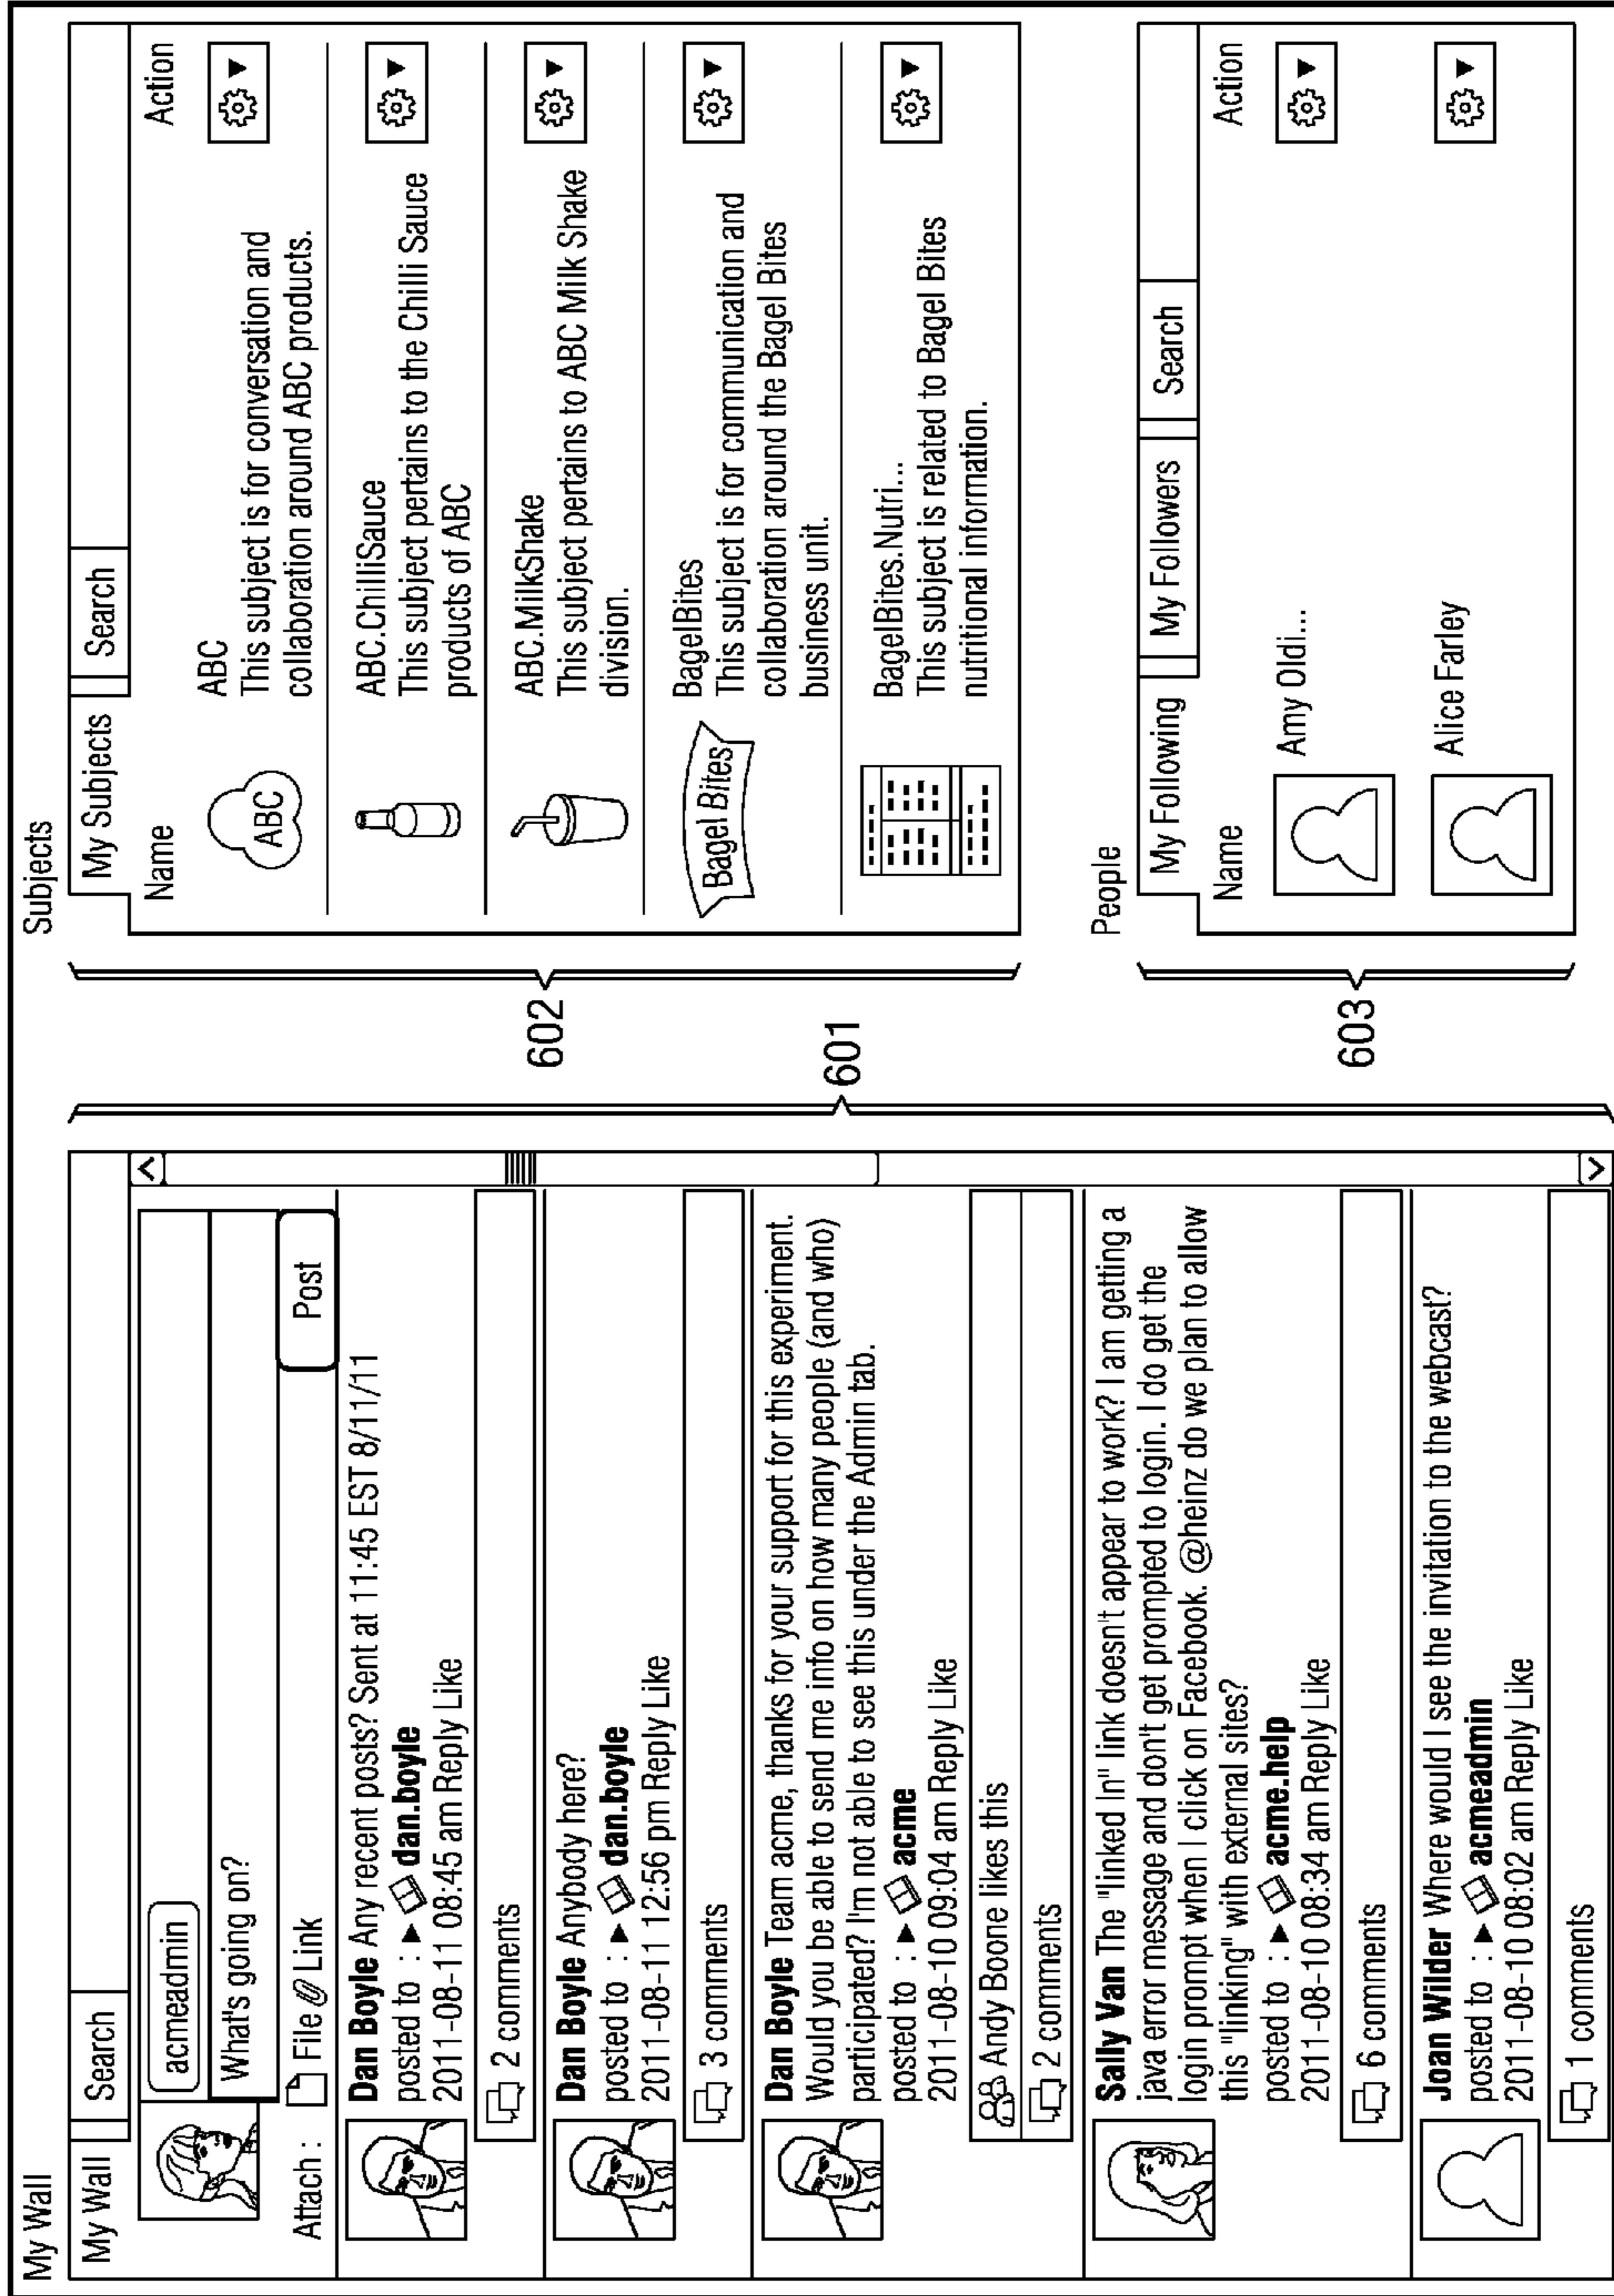 My Wall
My Wall
Search
acmeadmin
What's going on?
Attach :
File
Link
Post
Dan Boyle Any recent posts? Sent at 11:45 EST 8/11/11
posted to : dan.boyle
2011-08-11 08:45 am Reply Like
2 comments
Dan Boyle Anybody here?
posted to : dan.boyle
2011-08-11 12:56 pm Reply Like
3 comments
Dan Boyle Team acme, thanks for your support for this experiment.
Would you be able to send me info on how many people (and who)
participated? I'm not able to see this under the Admin tab.
posted to : acme
2011-08-10 09:04 am Reply Like
Andy Boone likes this
2 comments
Sally Van The "linked In" link doesn't appear to work? I am getting a
java error message and don't get prompted to login. I do get the
login prompt when I click on Facebook. @heinz do we plan to allow
this "linking" with external sites?
posted to : acme.help
2011-08-10 08:34 am Reply Like
6 comments
Joan Wilder Where would I see the invitation to the webcast?
posted to : acmeadmin
2011-08-10 08:02 am Reply Like
1 comments
601
602
603
Subjects
My Subjects
Search
Name
Action
ABC
ABC
This subject is for conversation and
collaboration around ABC products.
ABC.ChilliSauce
This subject pertains to the Chilli Sauce
products of ABC
ABC.MilkShake
This subject pertains to ABC Milk Shake
division.
Bagel Bites
BagelBites
This subject is for communication and
collaboration around the Bagel Bites
business unit.
BagelBites.Nutri...
This subject is related to Bagel Bites
nutritional information.
People
My Following
My Followers
Search
Name
Action
Amy Oldi...
Alice Farley